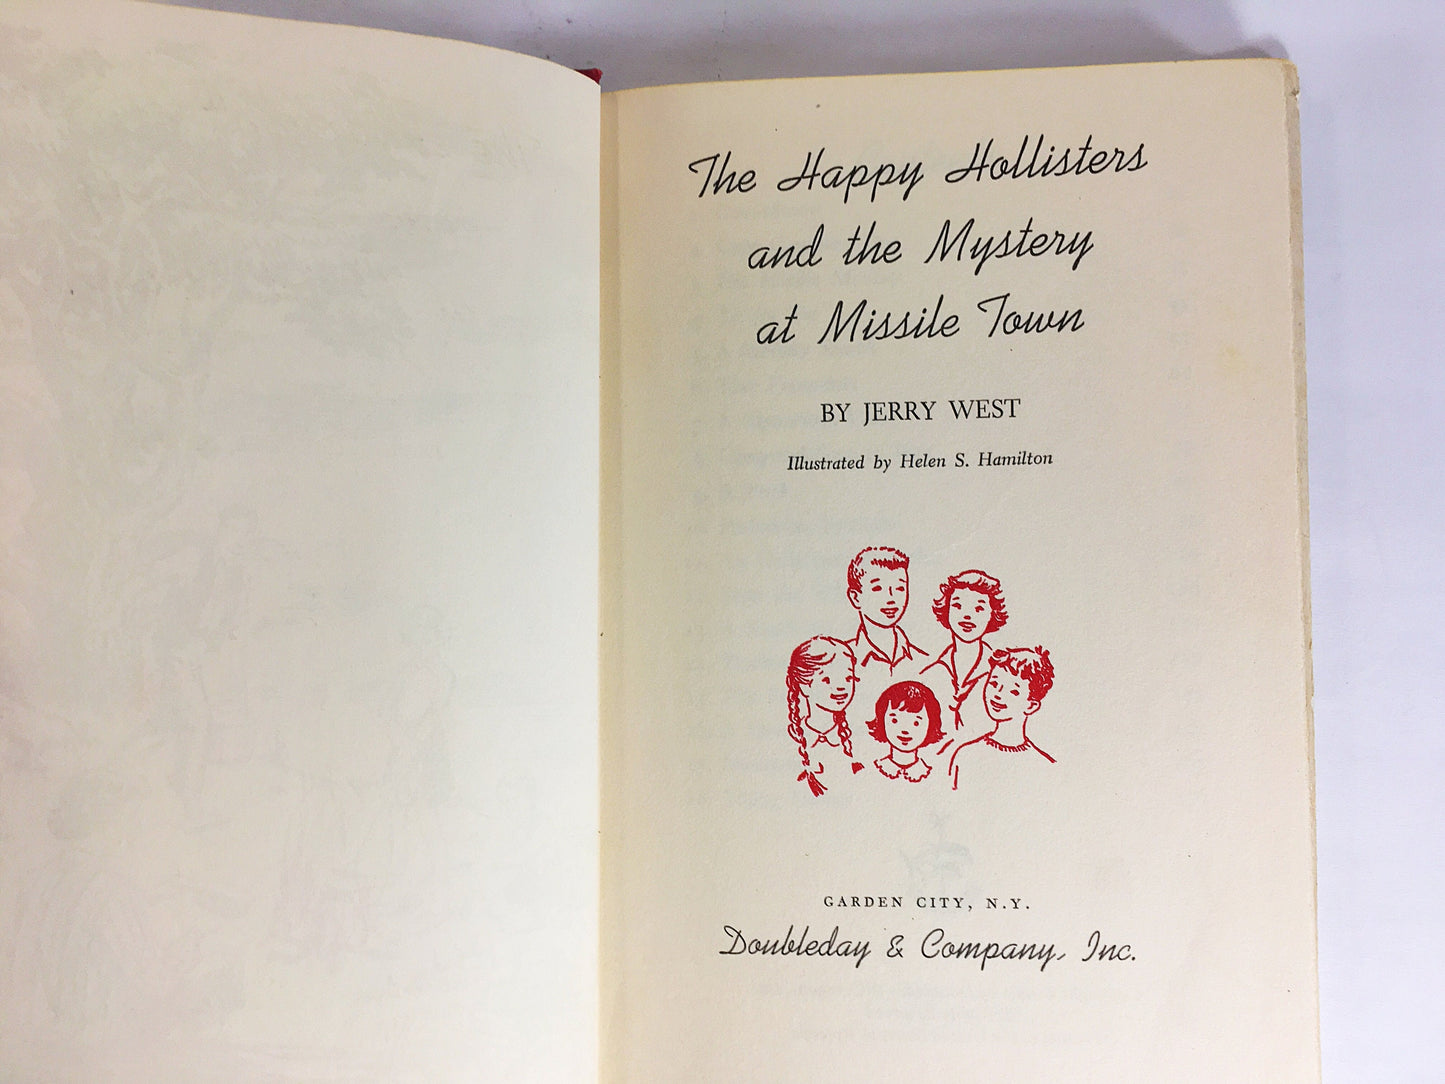 The Happy Hollisters
and the Mystery
at Missile Town
BY JERRY WEST
Illustrated by Helen S. Hamilton
GARDEN CITY, N.Y.
Doubleday & Company, Inc.